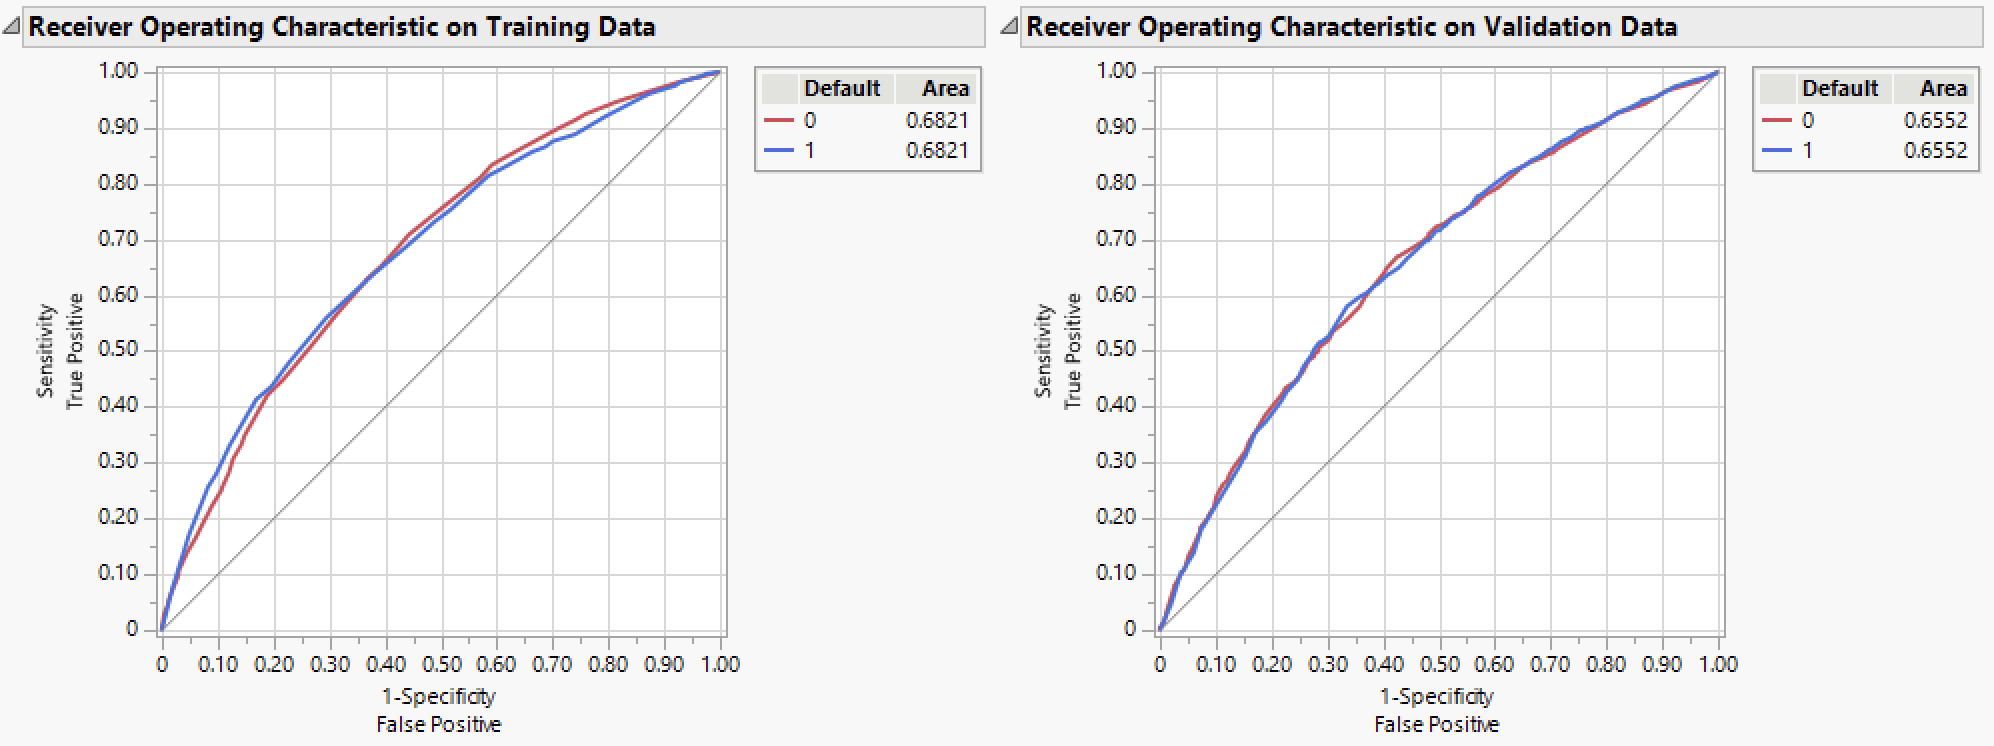 Receiver Operating Characteristic on Training Data
1.00
0.90
0.80
0.70
0.60
0.50
0.40
0.30
0.20
0.10
0
Sensitivity
True Positive
0 0.10 0.20 0.30 0.40 0.50 0.60 0.70 0.80 0.90 1.00
1-Specificity
False Positive
Default Area
0 0.6821
1 0.6821
Receiver Operating Characteristic on Validation Data
1.00
0.90
0.80
0.70
0.60
0.50
0.40
0.30
0.20
0.10
0
Sensitivity
True Positive
0 0.10 0.20 0.30 0.40 0.50 0.60 0.70 0.80 0.90 1.00
1-Specificity
False Positive
Default Area
0 0.6552
1 0.6552